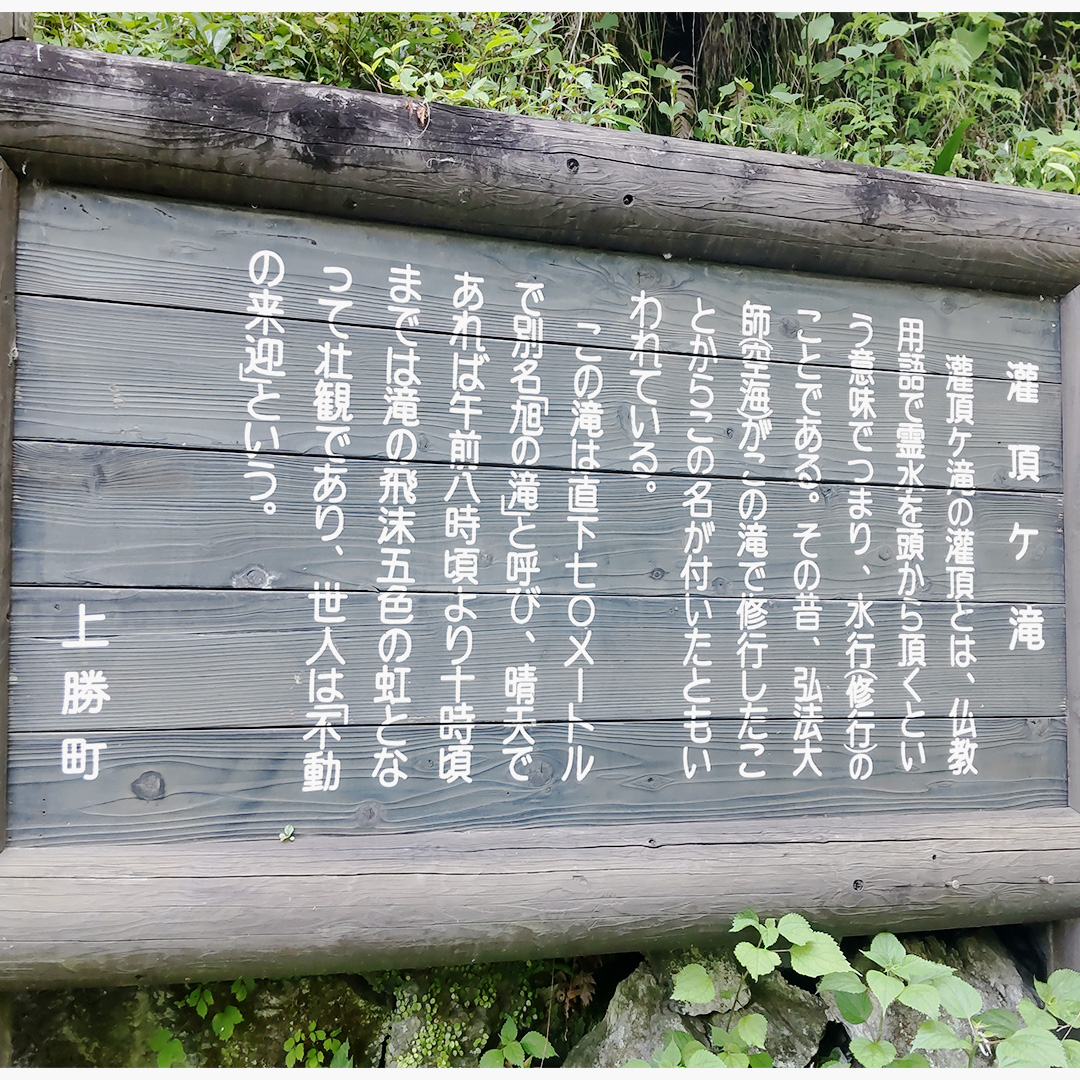 灌頂ケ滝
灌頂ケ滝の灌頂とは、仏教
用語で霊水を頭から頂くとい
う意味でつまり、水行(修行)の
ことである。その昔、弘法大
師(空海)がこの滝で修行したこ
とからこの名が付いたともい
われている。
この滝は直下七〇メートル
で別名「旭の滝」と呼び、晴天で
あれば午前八時頃より十時頃
までは滝の飛沫五色の虹とな
って壮観であり、世人は「不動
の来迎」という。
上勝町